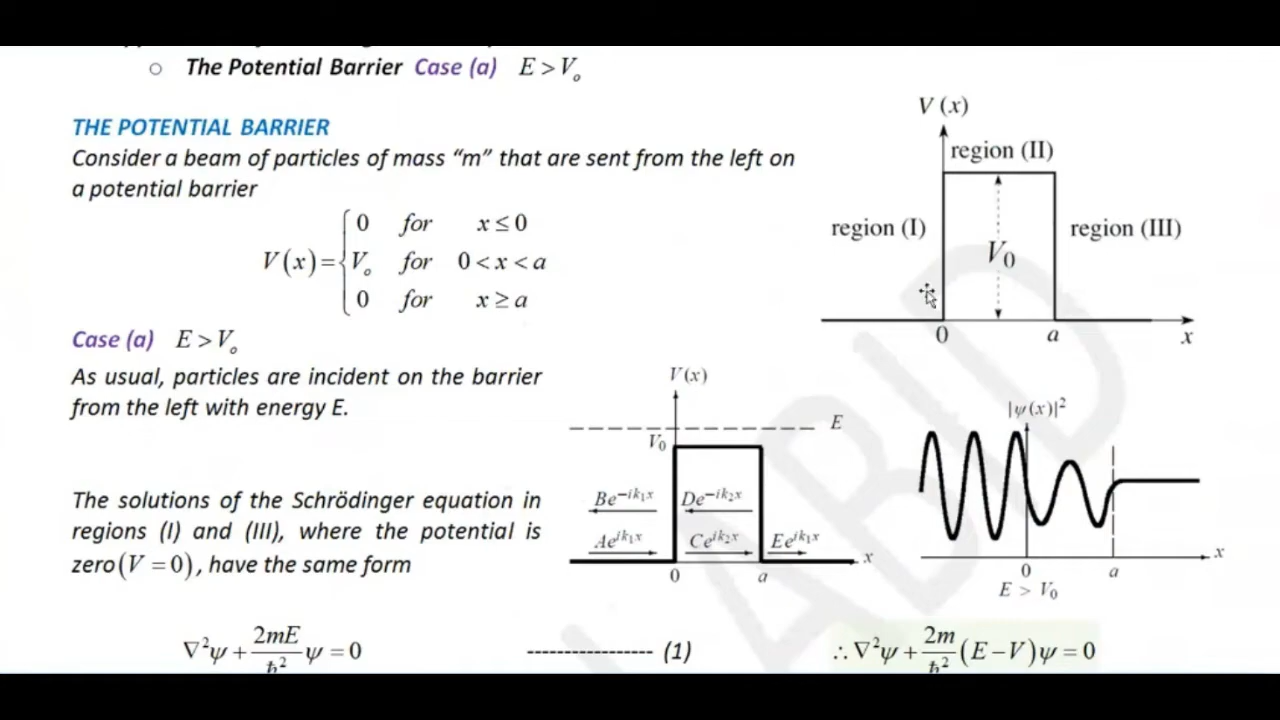 ○ The Potential Barrier Case (a) E > Vₒ
THE POTENTIAL BARRIER
Consider a beam of particles of mass “m” that are sent from the left on
a potential barrier
V(x) = { 0 for x ≤ 0
Vₒ for 0 < x < a
0 for x ≥ a
V (x)
region (II)
region (I)
region (III)
V₀
0 a x
Case (a) E > Vₒ
As usual, particles are incident on the barrier
from the left with energy E.
The solutions of the Schrödinger equation in
regions (I) and (III), where the potential is
zero (V = 0), have the same form
V(x)
E
V₀
Be^{-ik₁x} De^{-ik₂x}
Ae^{ik₁x} Ce^{ik₂x} Ee^{ik₁x}
x
0 a
|ψ(x)|²
x
0 a
E > V₀
∇²ψ + 2mE/ħ² ψ = 0 ---------------- (1) ∴ ∇²ψ + 2m/ħ² (E − V)ψ = 0